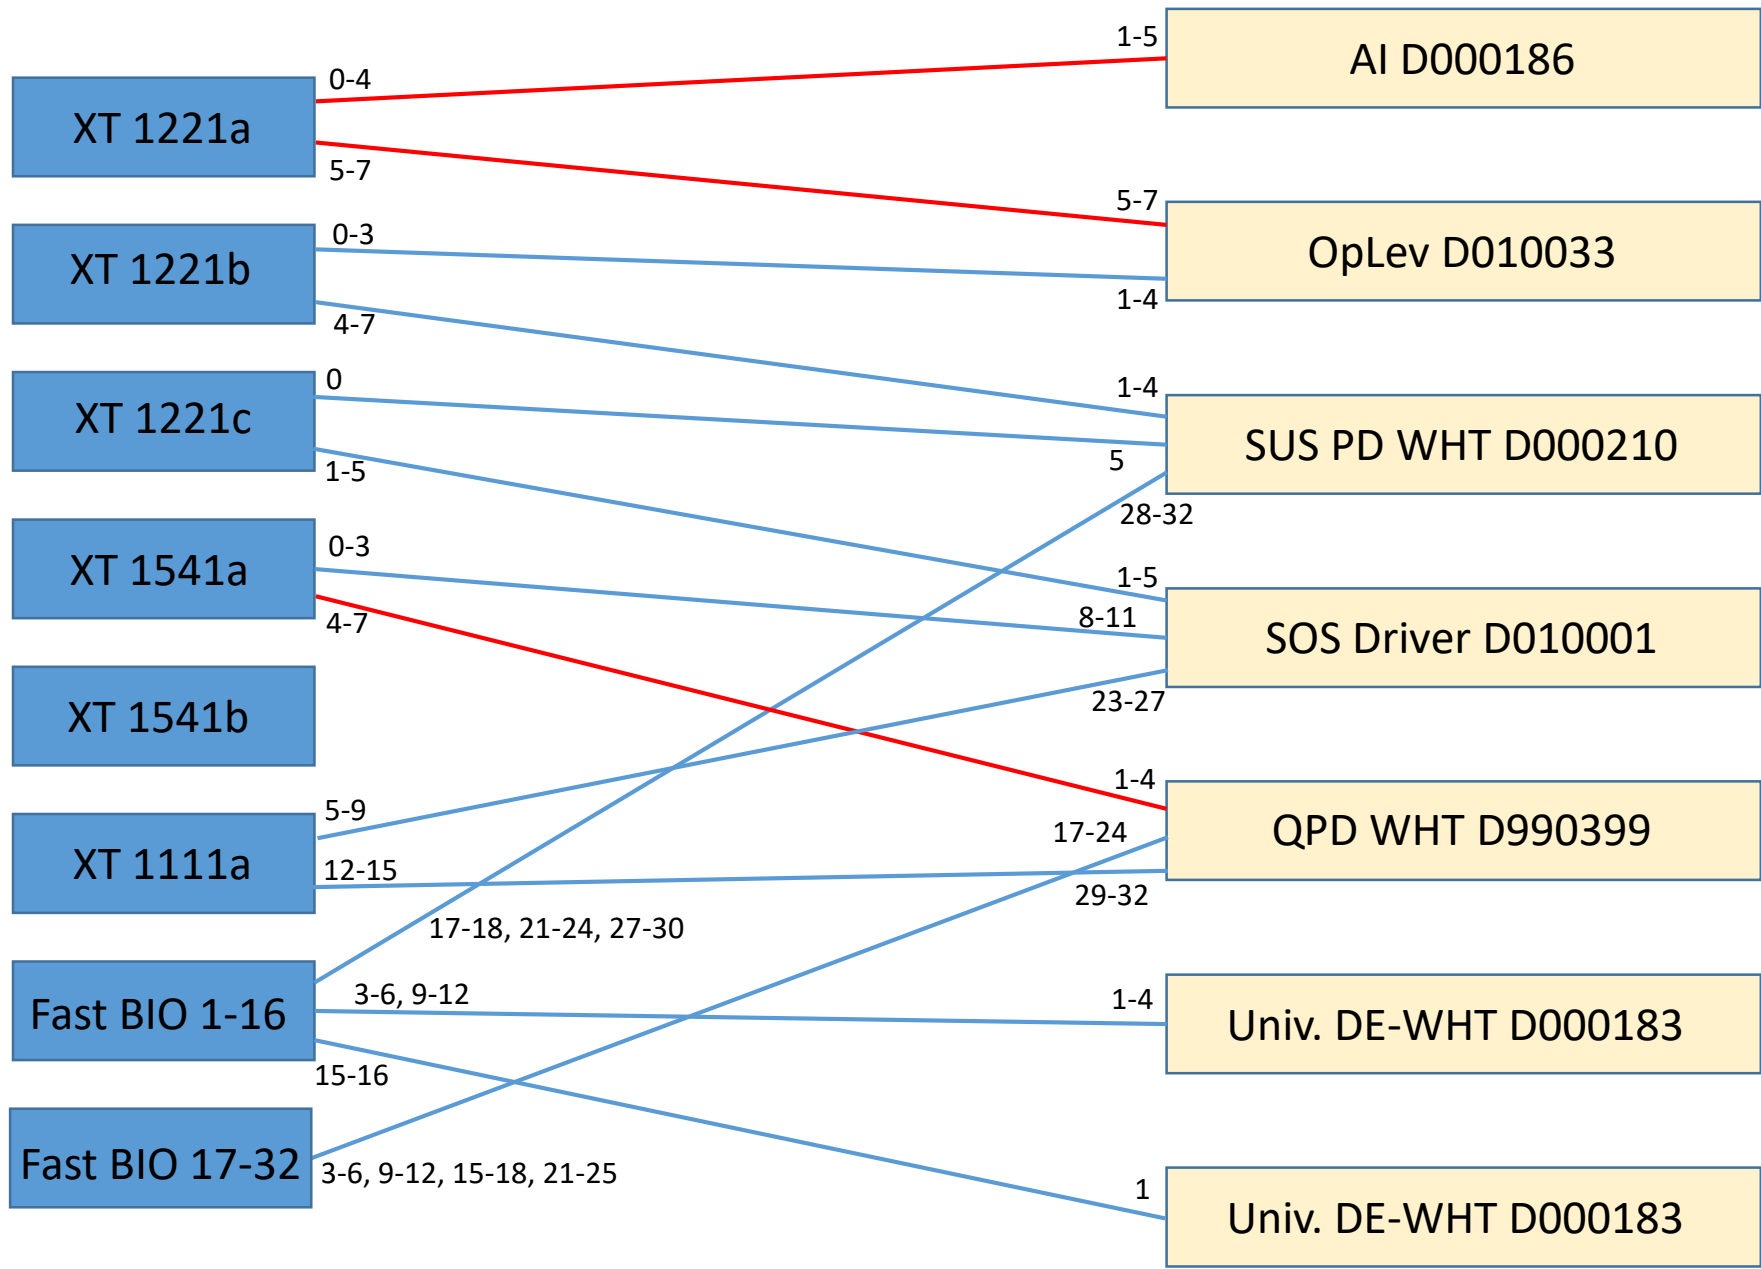 1-5
AI D000186
0-4
XT 1221a
5-7
5-7
OpLev D010033
0-3
XT 1221b
1-4
4-7
0
1-4
XT 1221c
SUS PD WHT D000210
1-5
5
28-32
0-3
XT 1541a
1-5
4-7
8-11
SOS Driver D010001
XT 1541b
23-27
1-4
5-9
17-24
QPD WHT D990399
XT 1111a
12-15
29-32
17-18, 21-24, 27-30
3-6, 9-12
1-4
Fast BIO 1-16
Univ. DE-WHT D000183
15-16
Fast BIO 17-32
3-6, 9-12, 15-18, 21-25
1
Univ. DE-WHT D000183